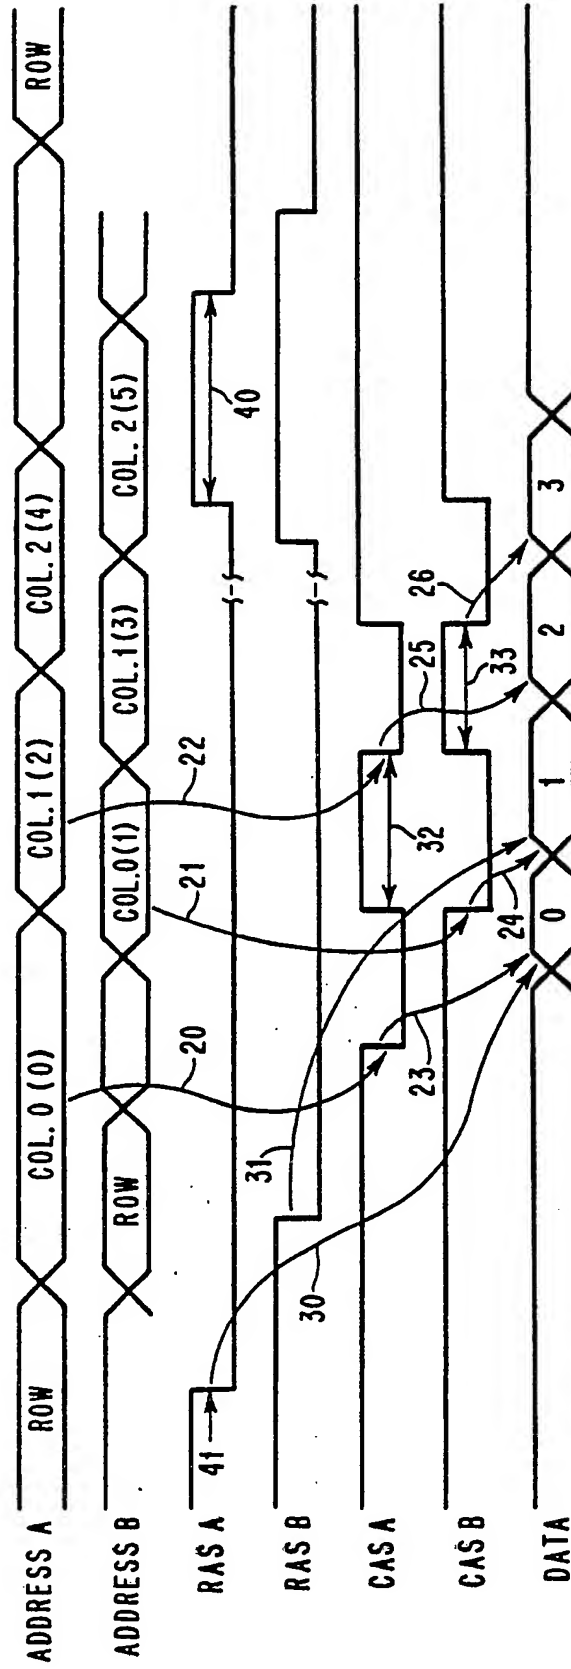 ADDRESS A
ROW
COL. 0 (0)
COL. 1 (2)
COL. 2 (4)
ROW
ADDRESS B
ROW
COL.0(1)
COL.1(3)
COL. 2(5)
RAS A
41
40
RAS B
30
31
20
21
22
CAS A
32
25
CAS B
23
24
33
26
DATA
0
1
2
3